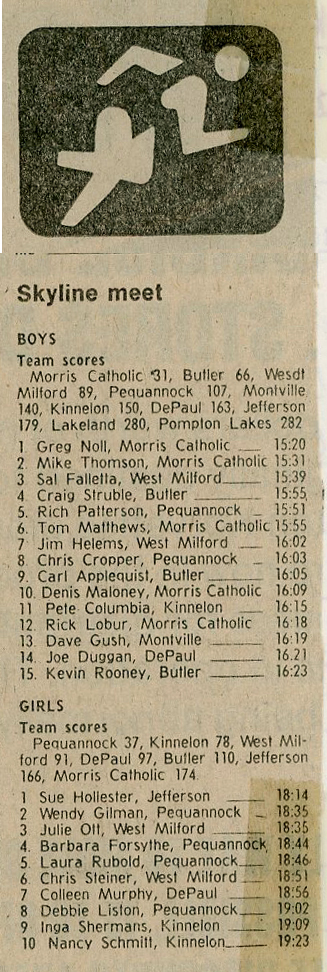 Skyline meet
BOYS
Team scores
Morris Catholic 31, Butler 66, Wesdt
Milford 89, Pequannock 107, Montville
140, Kinnelon 150, DePaul 163, Jefferson
179, Lakeland 280, Pompton Lakes 282
1 Greg Noll, Morris Catholic 15:20
2. Mike Thomson, Morris Catholic 15:31
3 Sal Falletta, West Milford 15:39
4 Craig Struble, Butler 15:55
5. Rich Patterson, Pequannock 15:51
6. Tom Matthews, Morris Catholic 15:55
7 Jim Helems, West Milford 16:02
8. Chris Cropper, Pequannock 16:03
9. Carl Applequist, Butler 16:05
10. Denis Maloney, Morris Catholic 16:09
11 Pete Columbia, Kinnelon 16:15
12. Rick Lobur, Morris Catholic 16:18
13. Dave Gush, Montville 16:19
14. Joe Duggan, DePaul 16.21
15. Kevin Rooney, Butler 16:23
GIRLS
Team scores
Pequannock 37, Kinnelon 78, West Mil-
ford 91, DePaul 97, Butler 110, Jefferson
166, Morris Catholic 174.
1 Sue Hollester, Jefferson 18:14
2 Wendy Gilman, Pequannock 18:35
3 Julie Ott, West Milford 18:35
4. Barbara Forsythe, Pequannock 18:44
5. Laura Rubold, Pequannock 18:46
6. Chris Steiner, West Milford 18:51
7 Colleen Murphy, DePaul 18:56
8 Debbie Liston, Pequannock 19:02
9 Inga Shermans, Kinnelon 19:09
10 Nancy Schmitt, Kinnelon 19:23